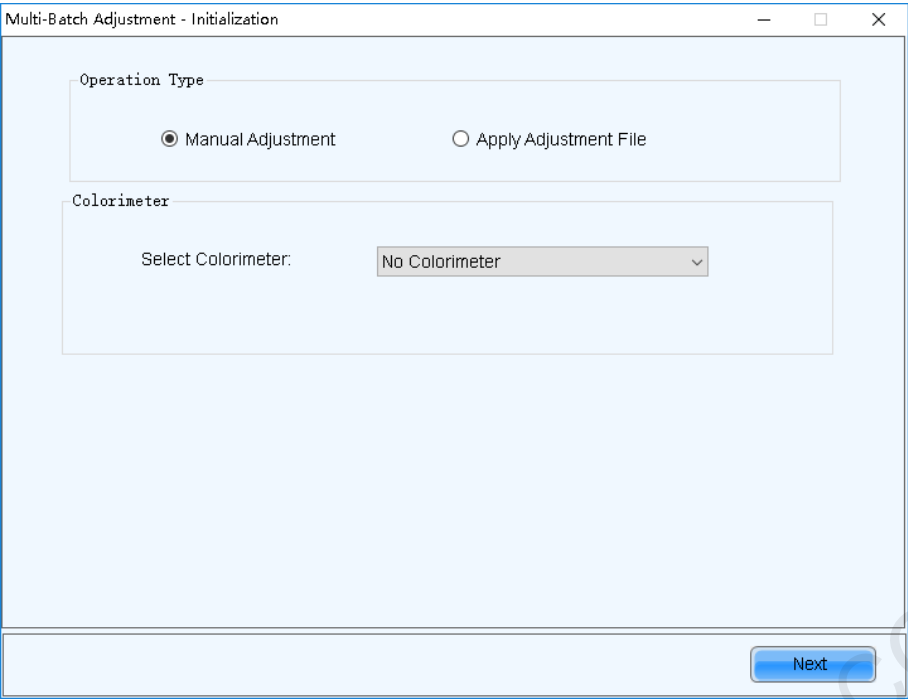 Multi-Batch Adjustment - Initialization
Operation Type
Manual Adjustment
Apply Adjustment File
Colorimeter
Select Colorimeter:
No Colorimeter
Next